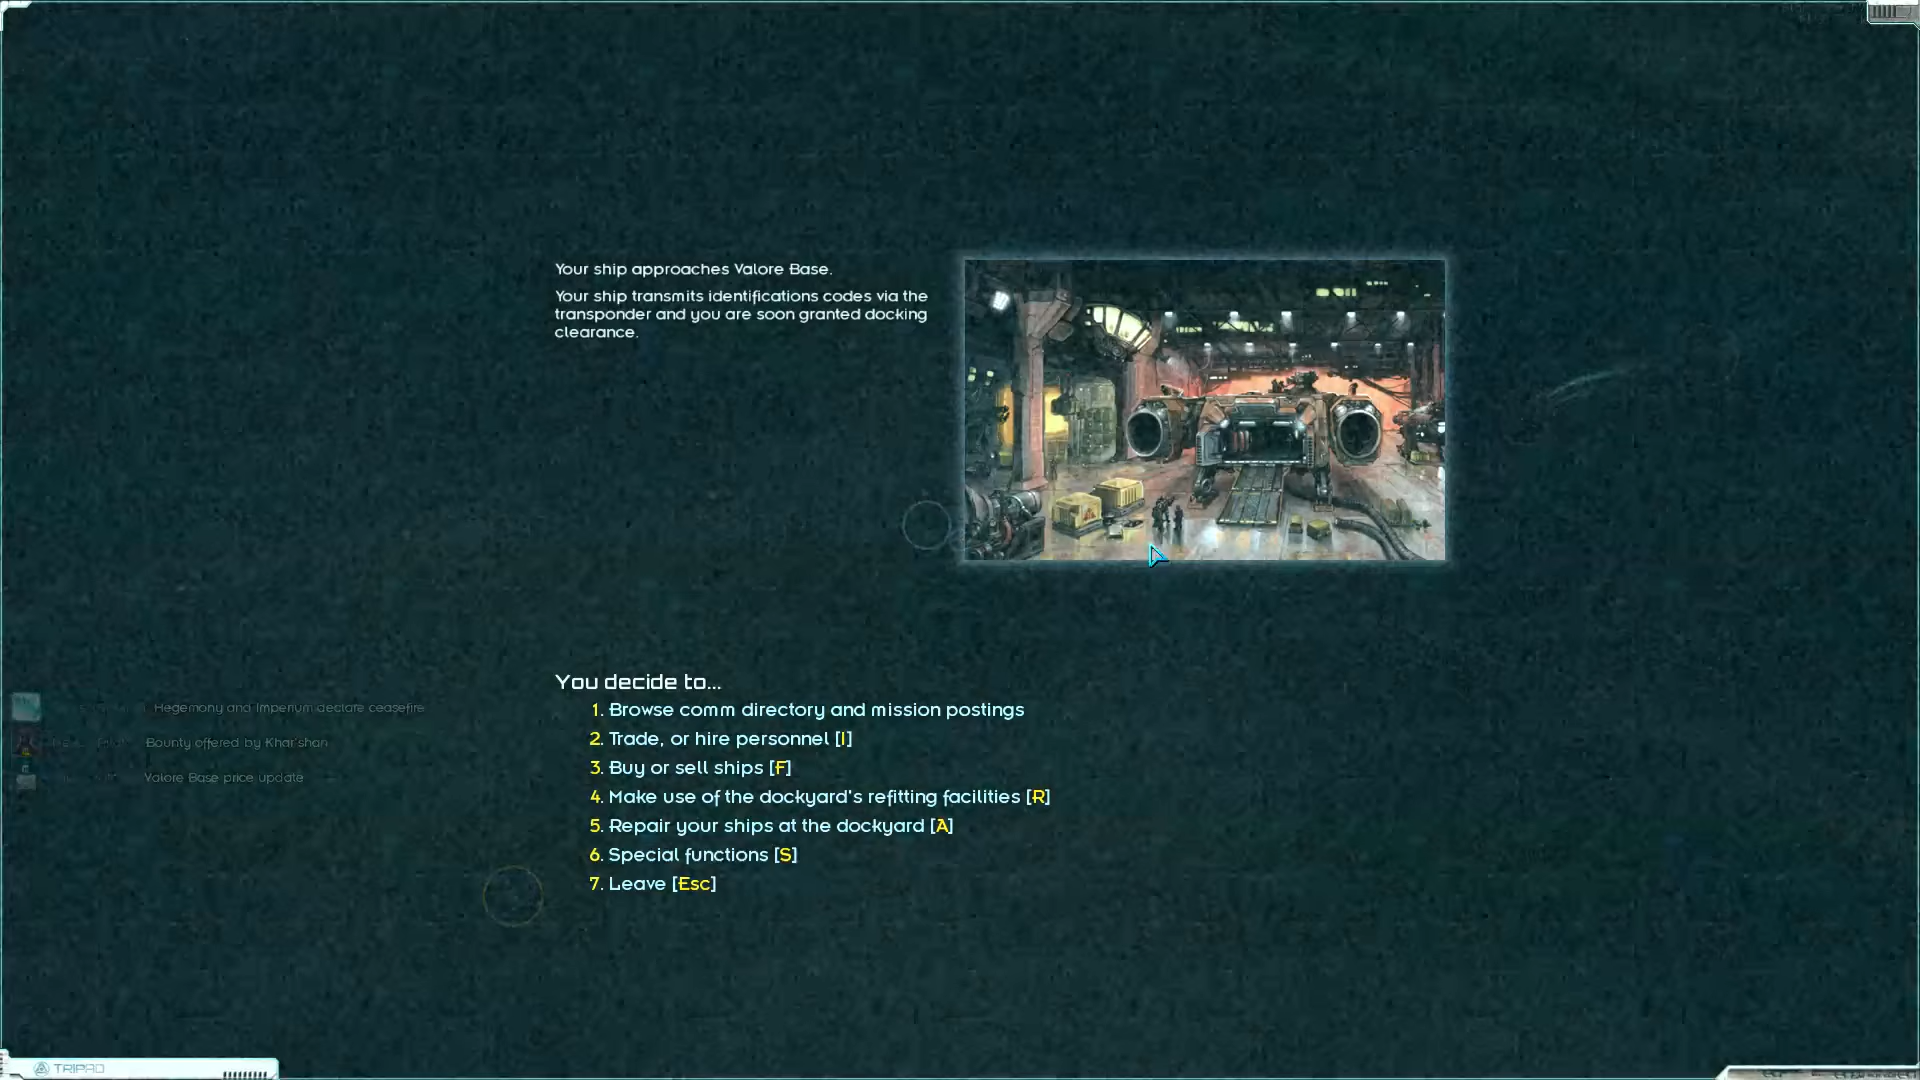 Your ship approaches Valore Base.
Your ship transmits identifications codes via the
transponder and you are soon granted docking
clearance.
You decide to...
1. Browse comm directory and mission postings
Hegemony and Imperium declare ceasefire
2. Trade, or hire personnel [I]
Bounty offered by Khar'shan
3. Buy or sell ships [F]
Valore Base price update
4. Make use of the dockyard's refitting facilities [R]
5. Repair your ships at the dockyard [A]
6. Special functions [S]
7. Leave [Esc]
TRIPAD